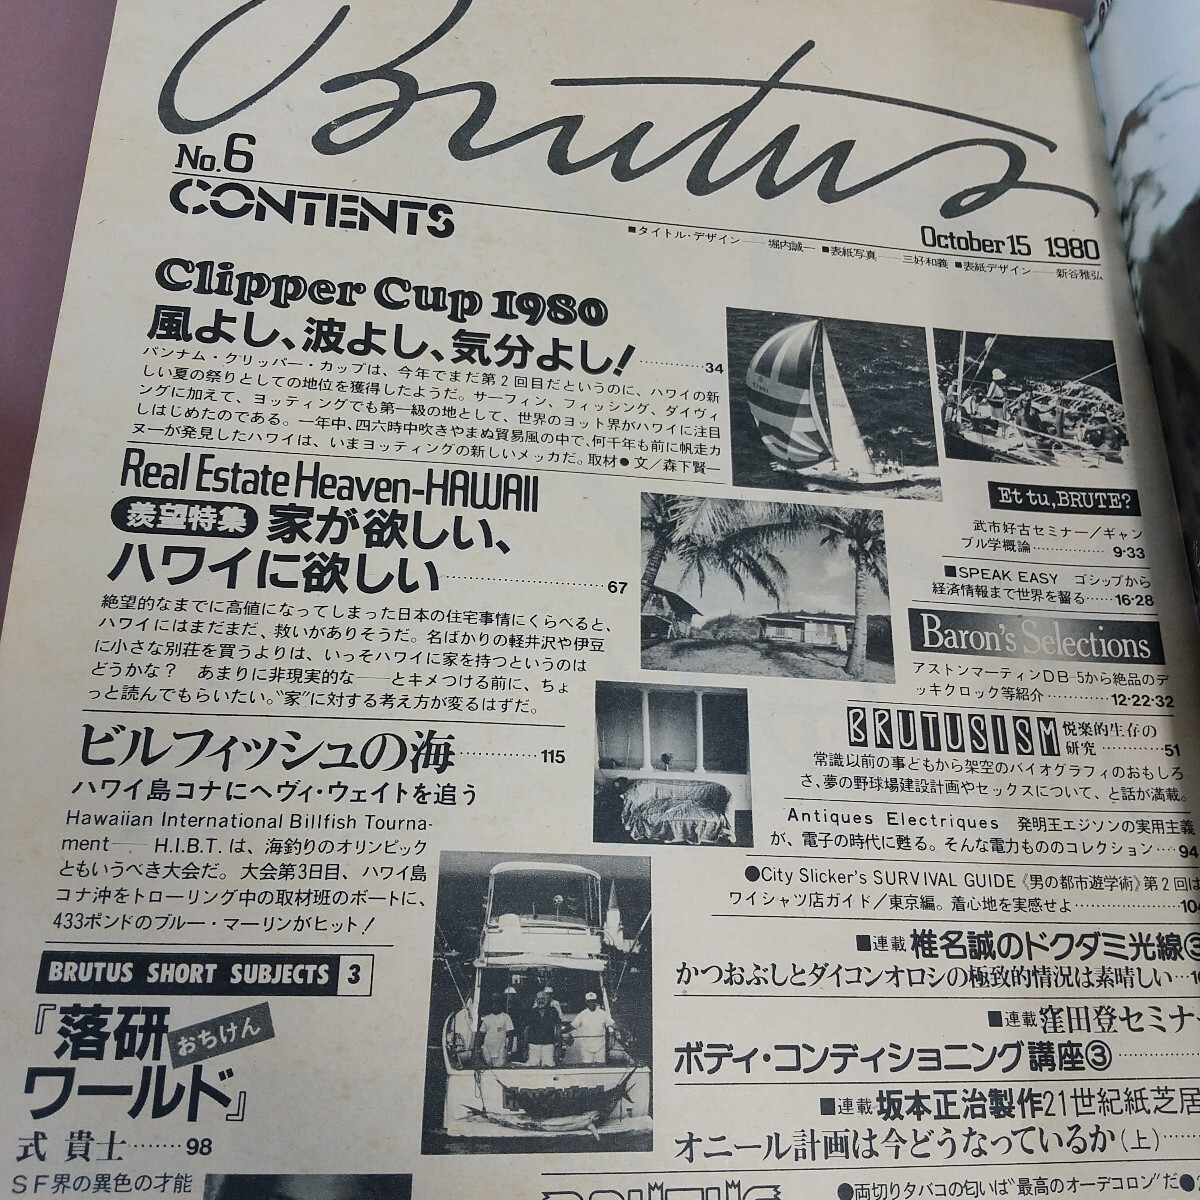 Brutus
No.6
CONTENTS
October 15 1980
■タイトル・デザイン――堀内誠一 ■表紙写真――三好和義 ■表紙デザイン――新谷雅弘
Clipper Cup 1980
風よし、波よし、気分よし!…………34
パンナム・クリッパー・カップは、今年でまだ第2回目だというのに、ハワイの新
しい夏の祭りとしての地位を獲得したようだ。サーフィン、フィッシング、ダイヴィ
ングに加えて、ヨッティングでも第一級の地として、世界のヨット界がハワイに注目
しはじめたのである。一年中、四六時中吹きやまぬ貿易風の中で、何千年も前に帆走カ
ヌーが発見したハワイは、いまヨッティングの新しいメッカだ。取材●文/森下賢一
Real Estate Heaven-HAWAII
羨望特集 家が欲しい、
ハワイに欲しい…………………67
絶望的なまでに高値になってしまった日本の住宅事情にくらべると、
ハワイにはまだまだ、救いがありそうだ。名ばかりの軽井沢や伊豆
に小さな別荘を買うよりは、いっそハワイに家を持つというのは
どうかな? あまりに非現実的な――とキメつける前に、ちょ
っと読んでもらいたい。"家"に対する考え方が変るはずだ。
ビルフィッシュの海…………115
ハワイ島コナにヘヴィ・ウェイトを追う
Hawaiian International Billfish Tourna-
ment――H.I.B.T.は、海釣りのオリンピック
ともいうべき大会だ。大会第3日目、ハワイ島
コナ沖をトローリング中の取材班のボートに、
433ポンドのブルー・マーリンがヒット!
BRUTUS SHORT SUBJECTS 3
『落研
おちけん
ワールド』
式 貴士………98
SF界の異色の才能
Et tu, BRUTE?
武市好古セミナー/ギャン
ブル学概論……………9・33
■SPEAK EASY ゴシップから
経済情報まで世界を齧る……16・28
Baron's Selections
アストンマーティンDB-5から絶品のデ
ッキクロック等紹介…………12・22・32
BRUTUSISM 悦楽的生存の
研究…………51
常識以前の事どもから架空のバイオグラフィのおもしろ
さ、夢の野球場建設計画やセックスについて、と話が満載。
Antiques Electriques 発明王エジソンの実用主義
が、電子の時代に甦る。そんな電力もののコレクション…94
●City Slicker's SURVIVAL GUIDE《男の都市遊学術》第2回は
ワイシャツ店ガイド/東京編。着心地を実感せよ……………104
■連載 椎名誠のドクダミ光線③
かつおぶしとダイコンオロシの極致的情況は素晴しい…
■連載 窪田登セミナー
ボディ・コンディショニング講座③…………
■連載 坂本正治製作21世紀紙芝居
オニール計画は今どうなっているか(上)…………
●両切りタバコの匂いは"最高のオーデコロン"だ●